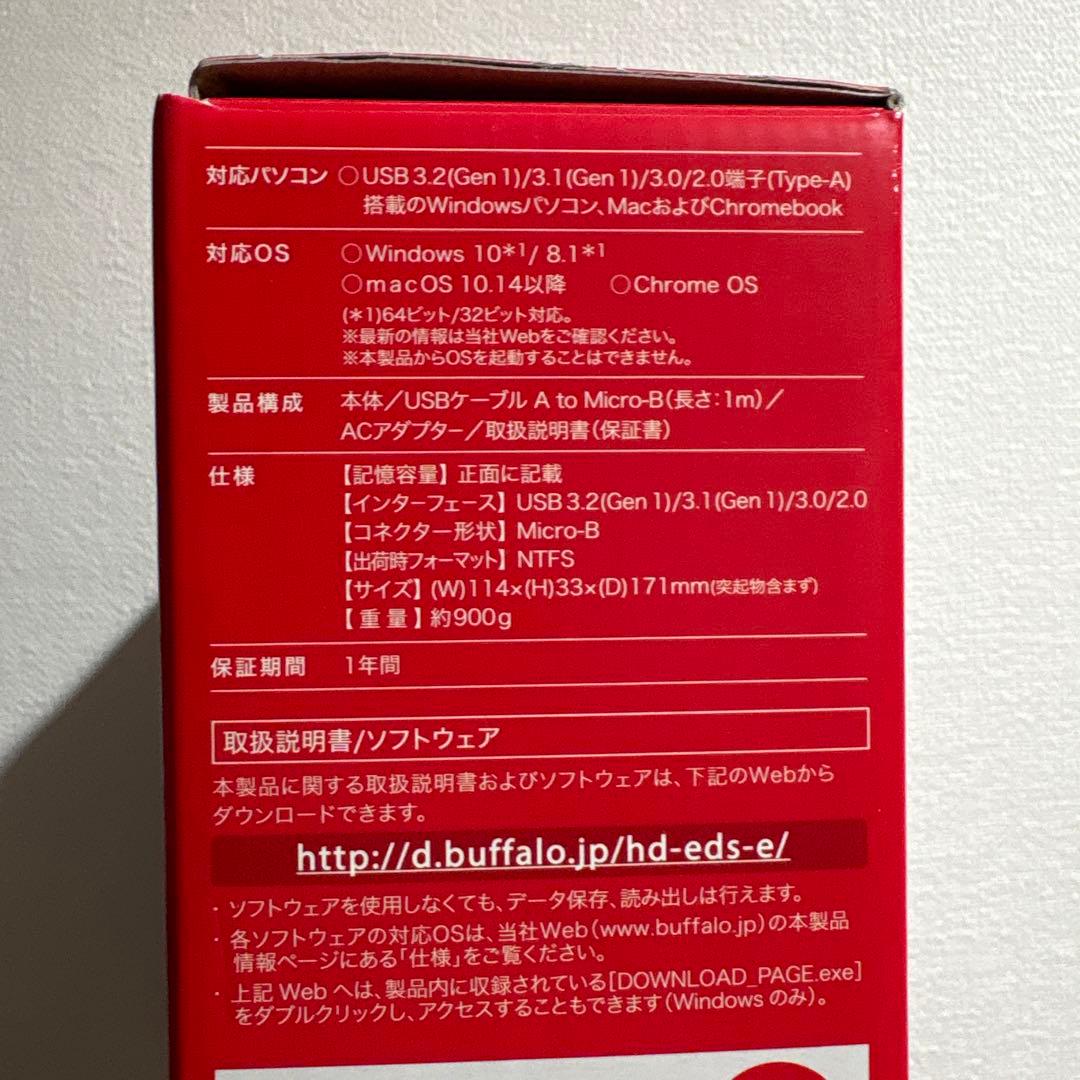 対応パソコン ○USB 3.2(Gen 1)/3.1(Gen 1)/3.0/2.0端子(Type-A)
搭載のWindowsパソコン、MacおよびChromebook
対応OS ○Windows 10*1/ 8.1*1
○macOS 10.14以降 ○Chrome OS
(*1)64ビット/32ビット対応。
※最新の情報は当社Webをご確認ください。
※本製品からOSを起動することはできません。
製品構成 本体／USBケーブル A to Micro-B（長さ：1m）／
ACアダプター／取扱説明書（保証書）
仕様 【記憶容量】正面に記載
【インターフェース】USB 3.2(Gen 1)/3.1(Gen 1)/3.0/2.0
【コネクター形状】Micro-B
【出荷時フォーマット】NTFS
【サイズ】(W)114×(H)33×(D)171mm(突起物含まず)
【重量】約900g
保証期間 1年間
取扱説明書/ソフトウェア
本製品に関する取扱説明書およびソフトウェアは、下記のWebから
ダウンロードできます。
http://d.buffalo.jp/hd-eds-e/
・ソフトウェアを使用しなくても、データ保存、読み出しは行えます。
・各ソフトウェアの対応OSは、当社Web（www.buffalo.jp）の本製品
情報ページにある「仕様」をご覧ください。
・上記 Web へは、製品内に収録されている[DOWNLOAD_PAGE.exe]
をダブルクリックし、アクセスすることもできます（Windows のみ）。